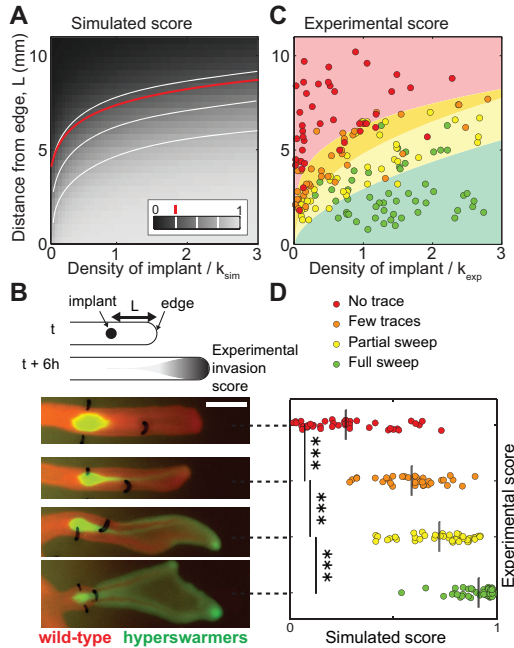 A
Simulated score
Distance from edge, L (mm)
10
5
0
0 1
0 1 2 3
Density of implant / k_sim
C
Experimental score
10
5
0
0 1 2 3
Density of implant / k_exp
B
implant
L
edge
t
t + 6h
Experimental
invasion
score
wild-type hyperswarmers
D
No trace
Few traces
Partial sweep
Full sweep
***
***
***
Experimental score
0 1
Simulated score